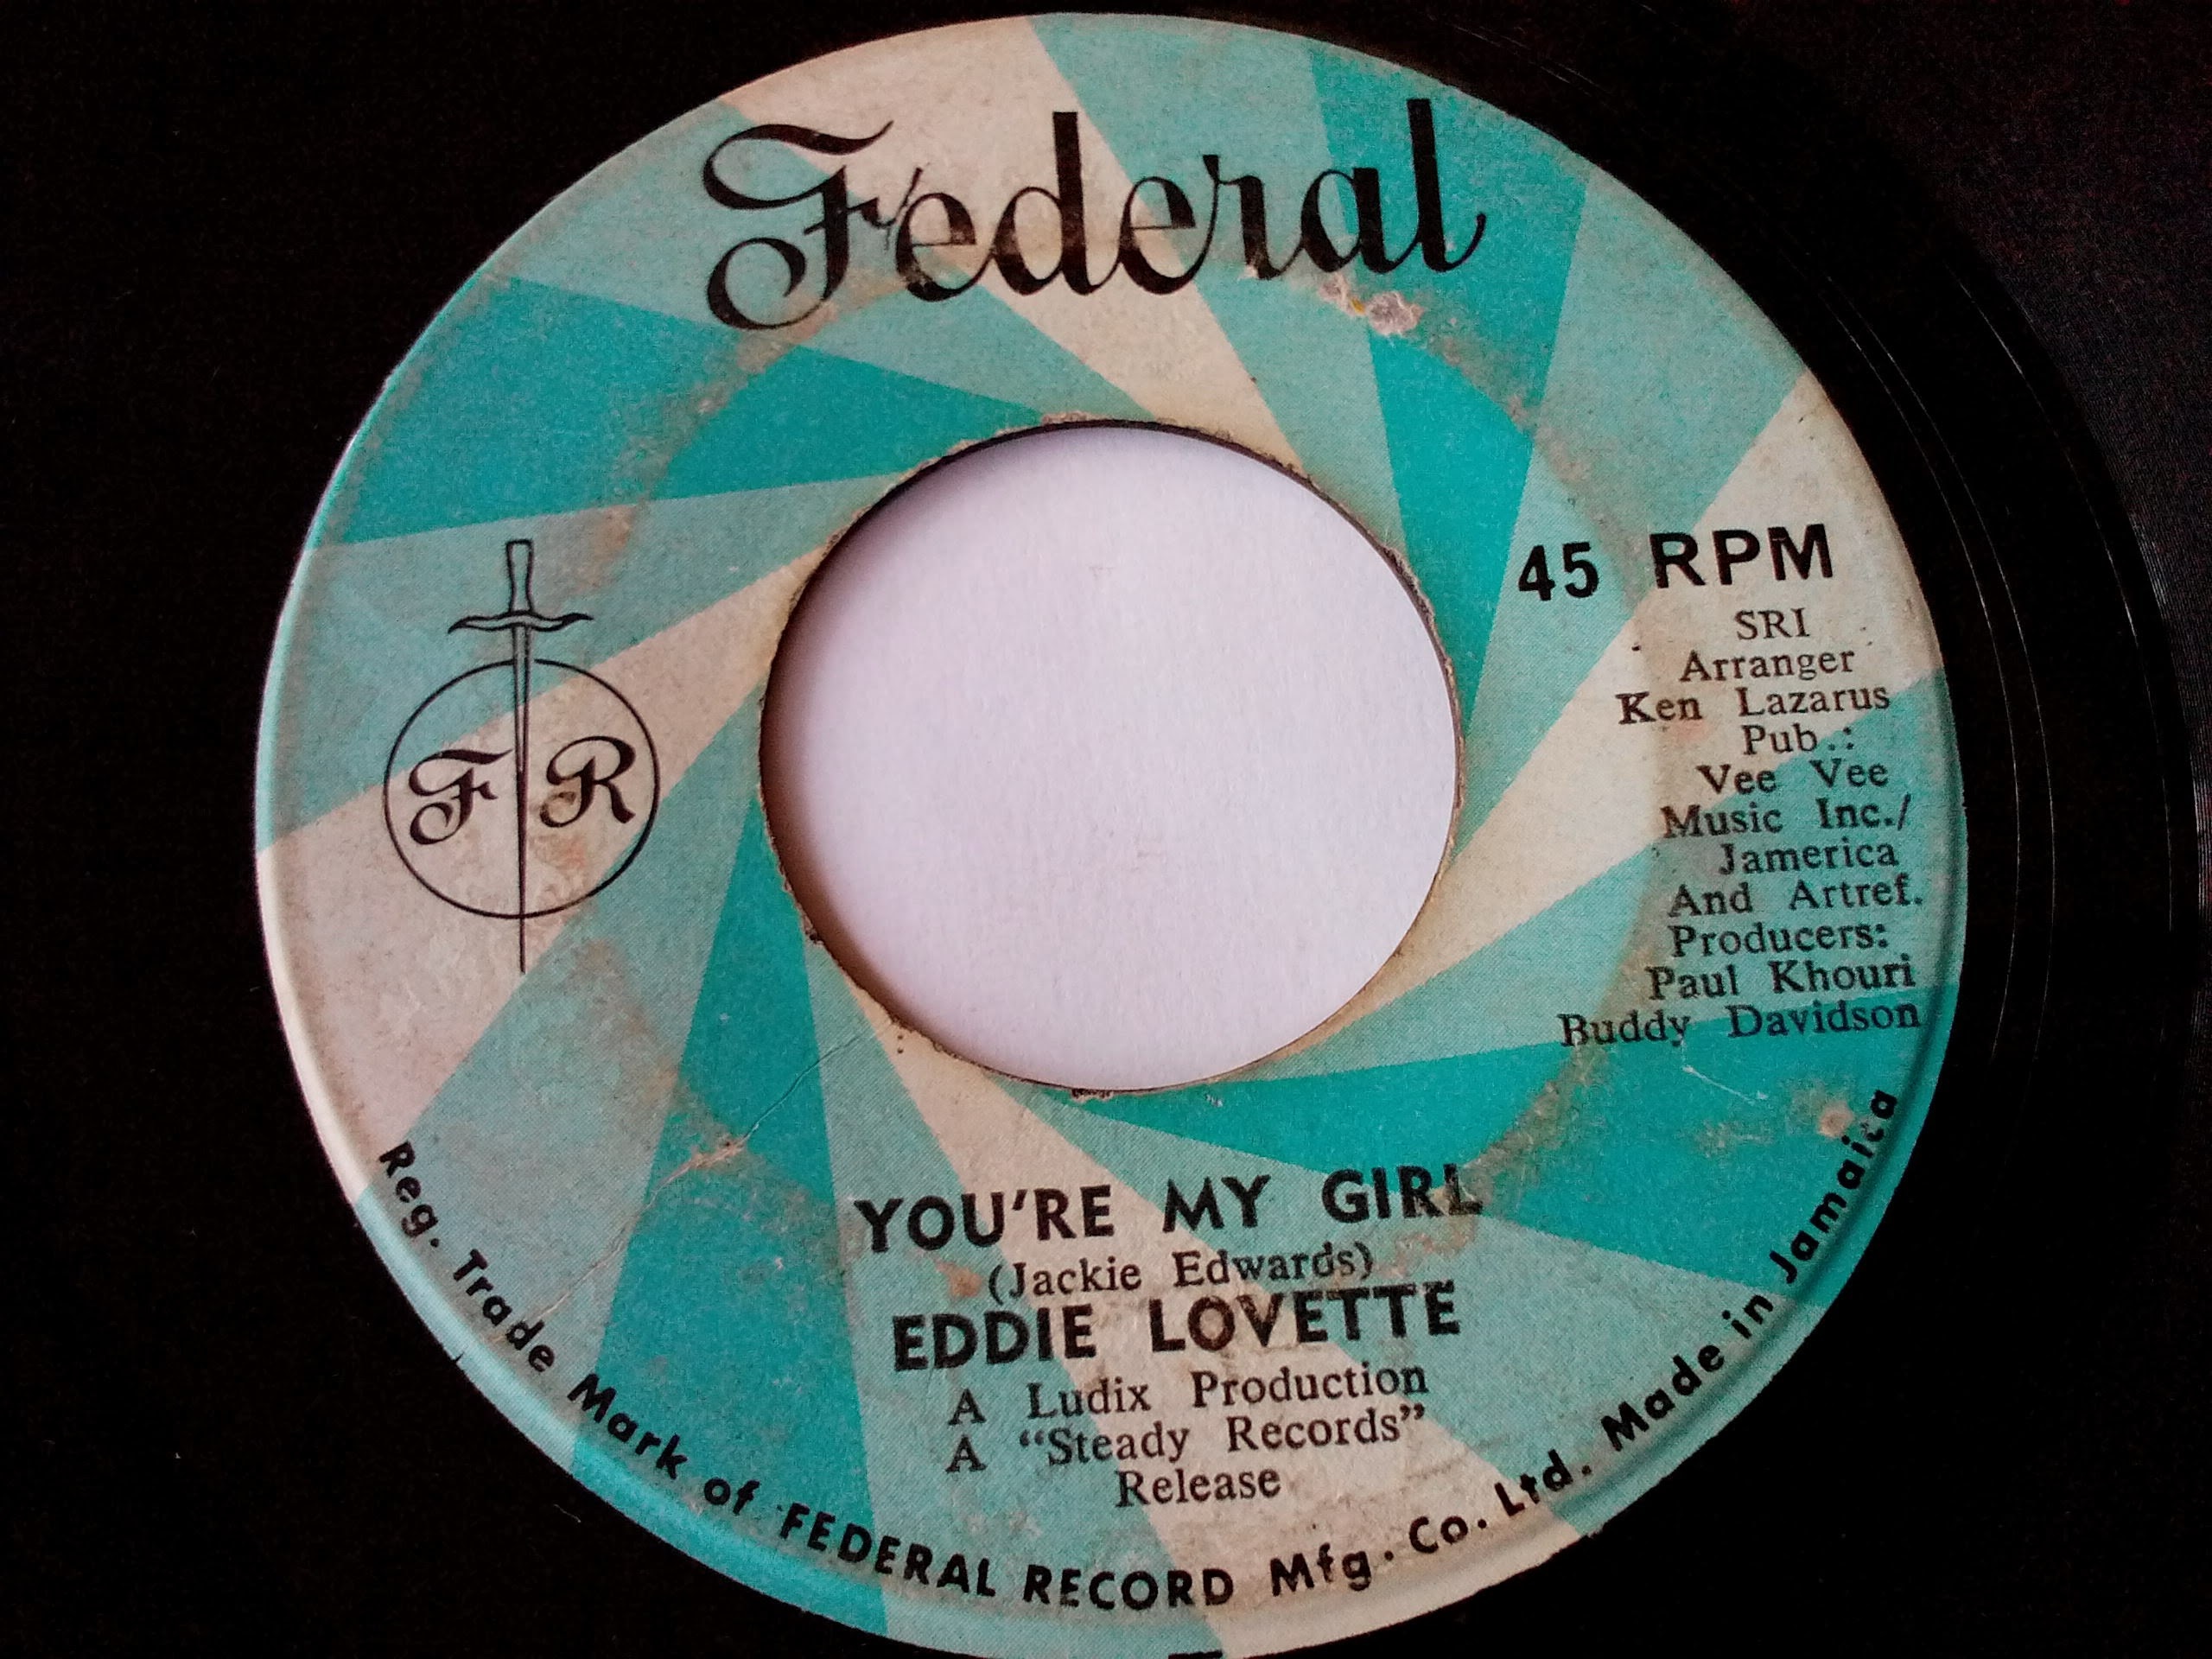 Federal
F R
45 RPM
SRI
Arranger
Ken Lazarus
Pub.:
Vee Vee
Music Inc./
Jamerica
And Artref.
Producers:
Paul Khouri
Buddy Davidson
YOU'RE MY GIRL
(Jackie Edwards)
EDDIE LOVETTE
A Ludix Production
A “Steady Records”
Release
Reg. Trade Mark of FEDERAL RECORD Mfg. Co. Ltd. Made in Jamaica